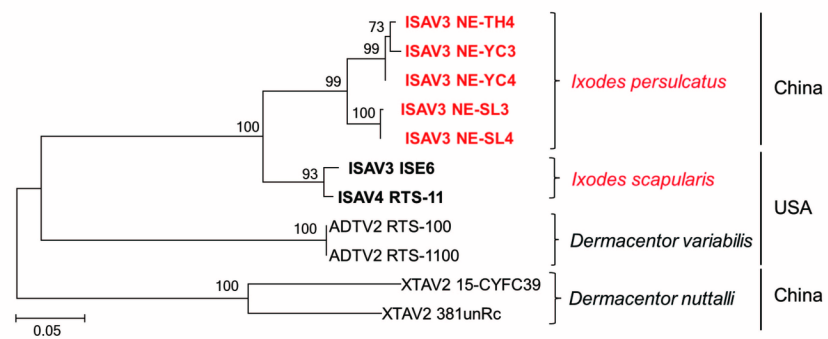 73
ISAV3 NE-TH4
99
ISAV3 NE-YC3
99
ISAV3 NE-YC4
Ixodes persulcatus
China
100
ISAV3 NE-SL3
100
ISAV3 NE-SL4
93
ISAV3 ISE6
Ixodes scapularis
ISAV4 RTS-11
USA
100
ADTV2 RTS-100
Dermacentor variabilis
ADTV2 RTS-1100
100
XTAV2 15-CYFC39
Dermacentor nuttalli
China
XTAV2 381unRc
0.05